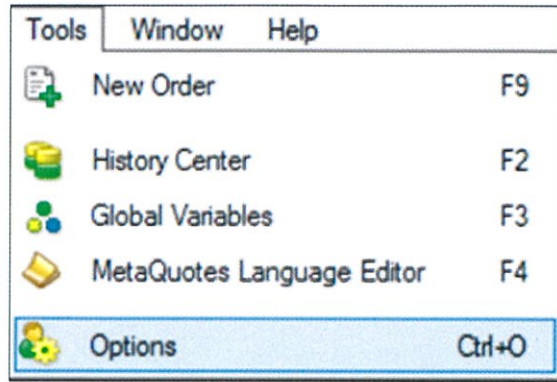 Tools Window Help
New Order F9
History Center F2
Global Variables F3
MetaQuotes Language Editor F4
Options Ctrl+O